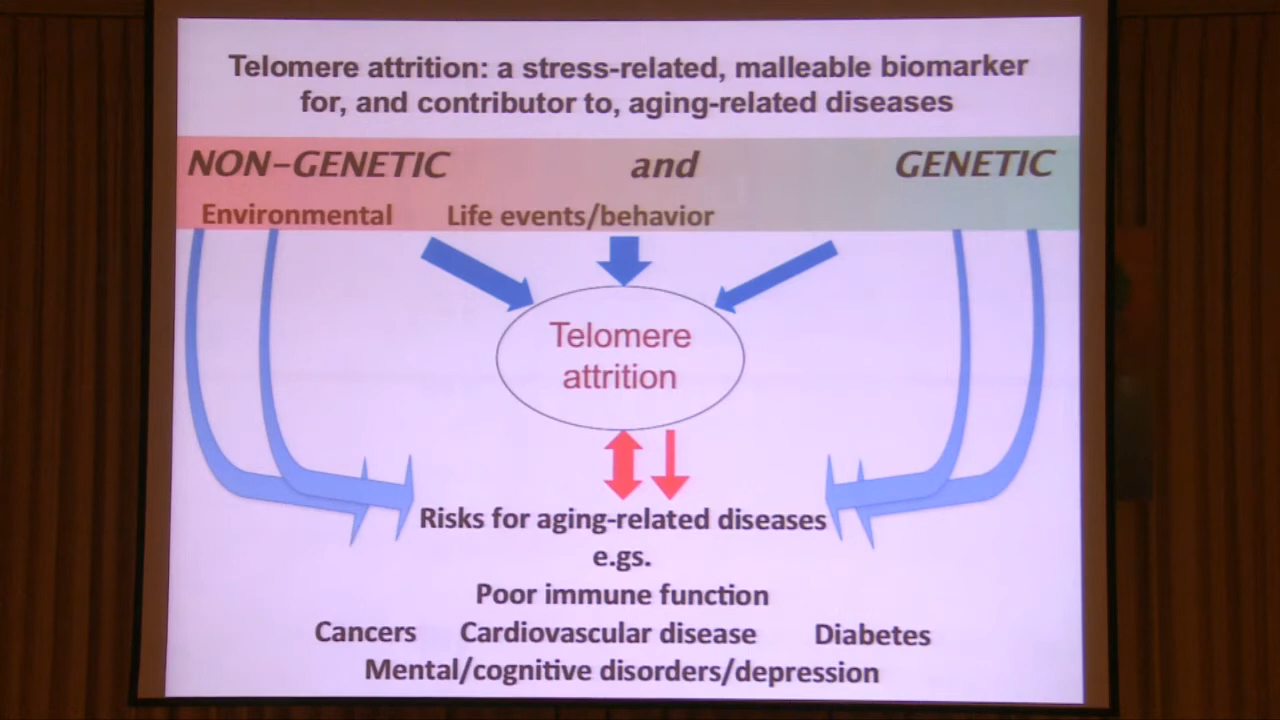 Telomere attrition: a stress-related, malleable biomarker
for, and contributor to, aging-related diseases
NON-GENETIC and GENETIC
Environmental Life events/behavior
Telomere
attrition
Risks for aging-related diseases
e.gs.
Poor immune function
Cancers Cardiovascular disease Diabetes
Mental/cognitive disorders/depression